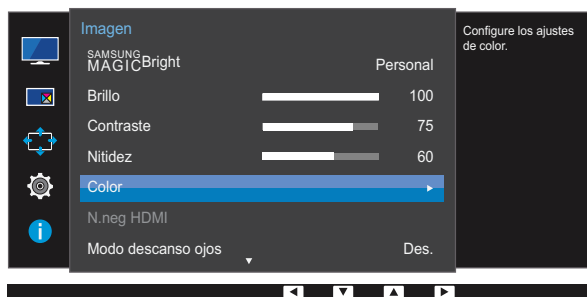 Imagen
SAMSUNG
MAGICBright Personal
Brillo 100
Contraste 75
Nitidez 60
Color
N.neg HDMI
Modo descanso ojos Des.
Configure los ajustes
de color.